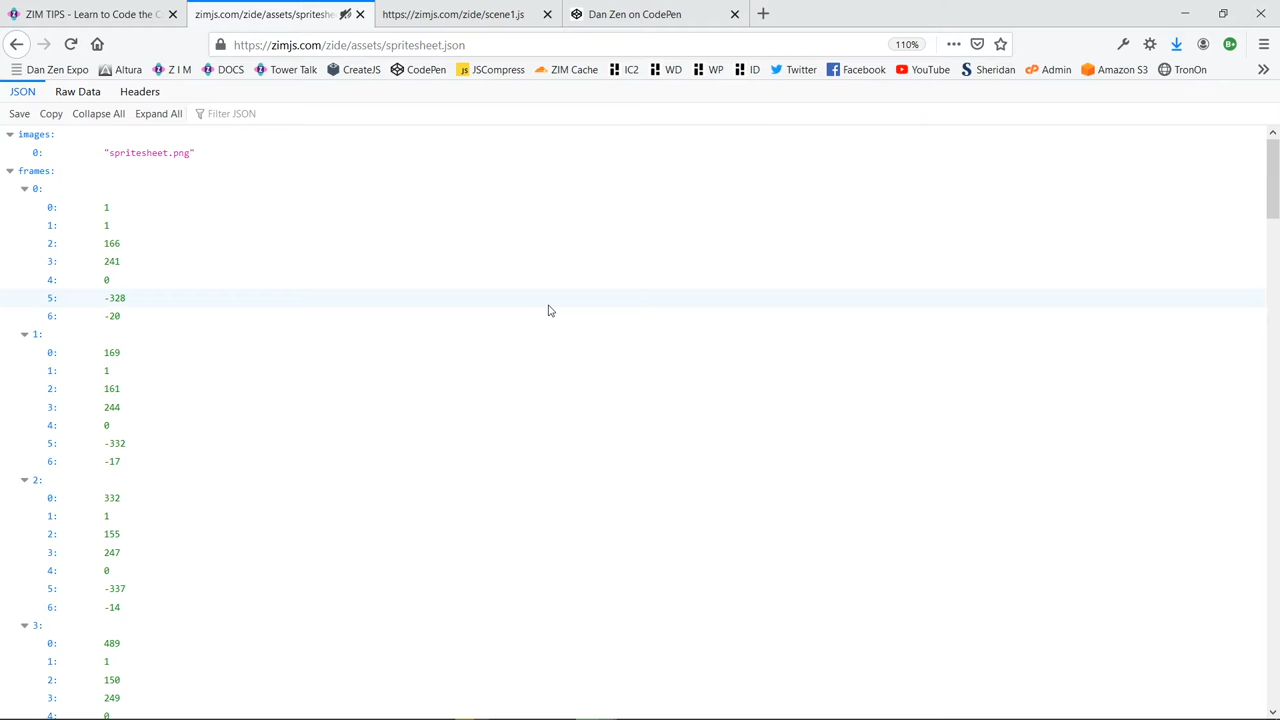 ZIM TIPS - Learn to Code the C
zimjs.com/zide/assets/spriteshe
https://zimjs.com/zide/scene1.js
Dan Zen on CodePen
https://zimjs.com/zide/assets/spritesheet.json
110%
Dan Zen Expo
Altura
Z I M
DOCS
Tower Talk
CreateJS
CodePen
JSCompress
ZIM Cache
IC2
WD
WP
ID
Twitter
Facebook
YouTube
Sheridan
Admin
Amazon S3
TronOn
JSON
Raw Data
Headers
Save
Copy
Collapse All
Expand All
Filter JSON
images:
0: "spritesheet.png"
frames:
0:
0: 1
1: 1
2: 166
3: 241
4: 0
5: -328
6: -20
1:
0: 169
1: 1
2: 161
3: 244
4: 0
5: -332
6: -17
2:
0: 332
1: 1
2: 155
3: 247
4: 0
5: -337
6: -14
3:
0: 489
1: 1
2: 150
3: 249
4: 0